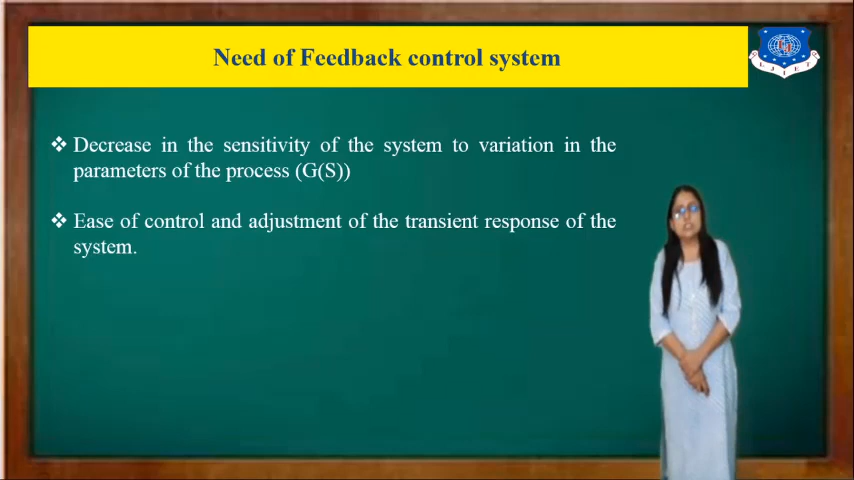 Need of Feedback control system
L J I E T
❖ Decrease in the sensitivity of the system to variation in the
parameters of the process (G(S))
❖ Ease of control and adjustment of the transient response of the
system.